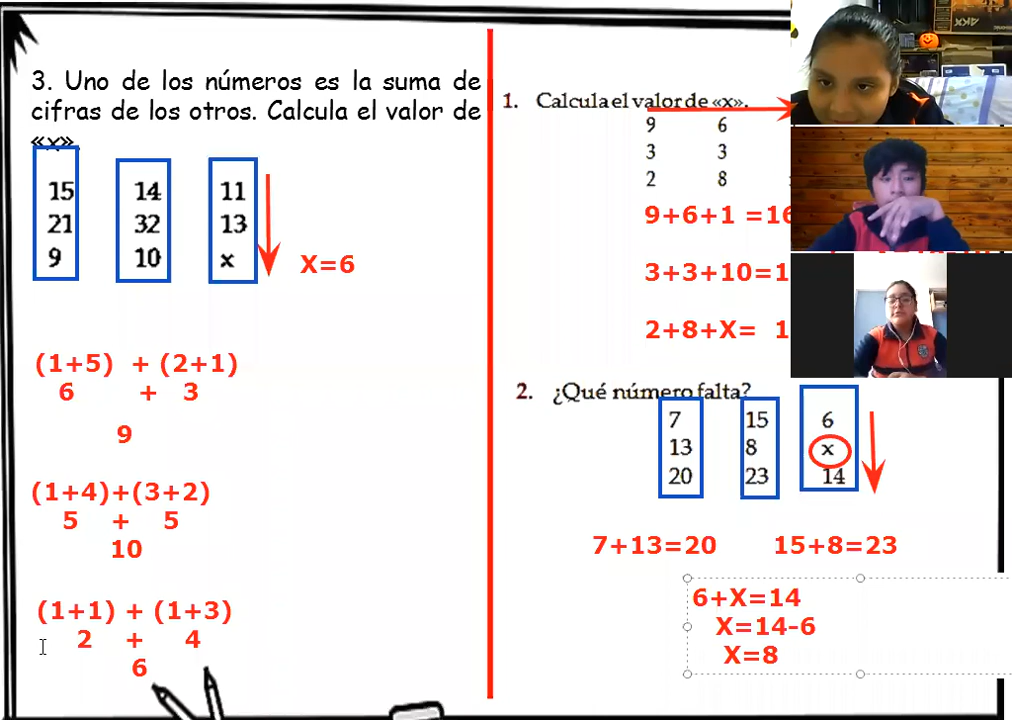 3. Uno de los números es la suma de
cifras de los otros. Calcula el valor de
«x».
15 14 11
21 32 13
9 10 x
X=6
(1+5) + (2+1)
6 + 3
9
(1+4)+(3+2)
5 + 5
10
(1+1) + (1+3)
2 + 4
6
1. Calcula el valor de «x».
9 6
3 3
2 8
9+6+1 =16
3+3+10=1
2+8+X= 1
2. ¿Qué número falta?
7 15 6
13 8 x
20 23 14
7+13=20 15+8=23
6+X=14
X=14-6
X=8